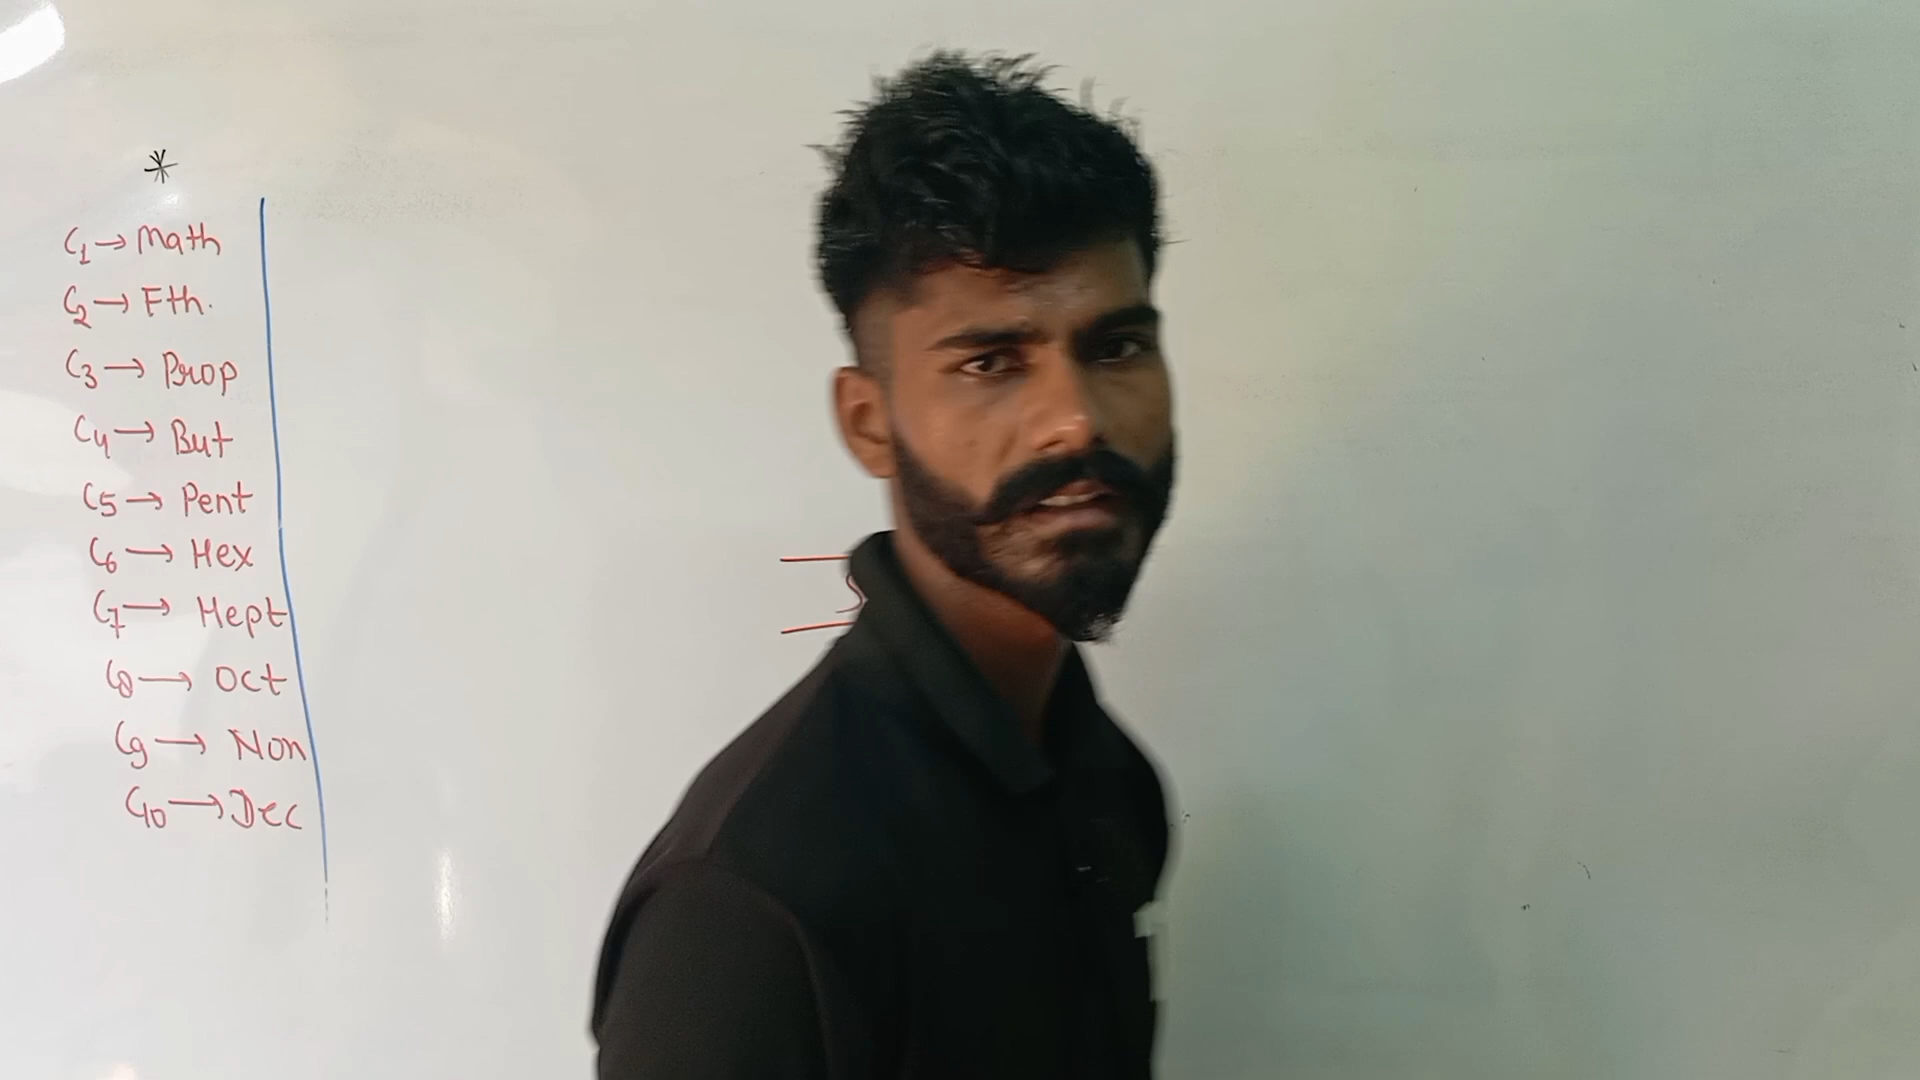 *
C1 → Math
C2 → Eth.
C3 → Prop
C4 → But
C5 → Pent
C6 → Hex
C7 → Hept
C8 → Oct
C9 → Non
C10 → Dec